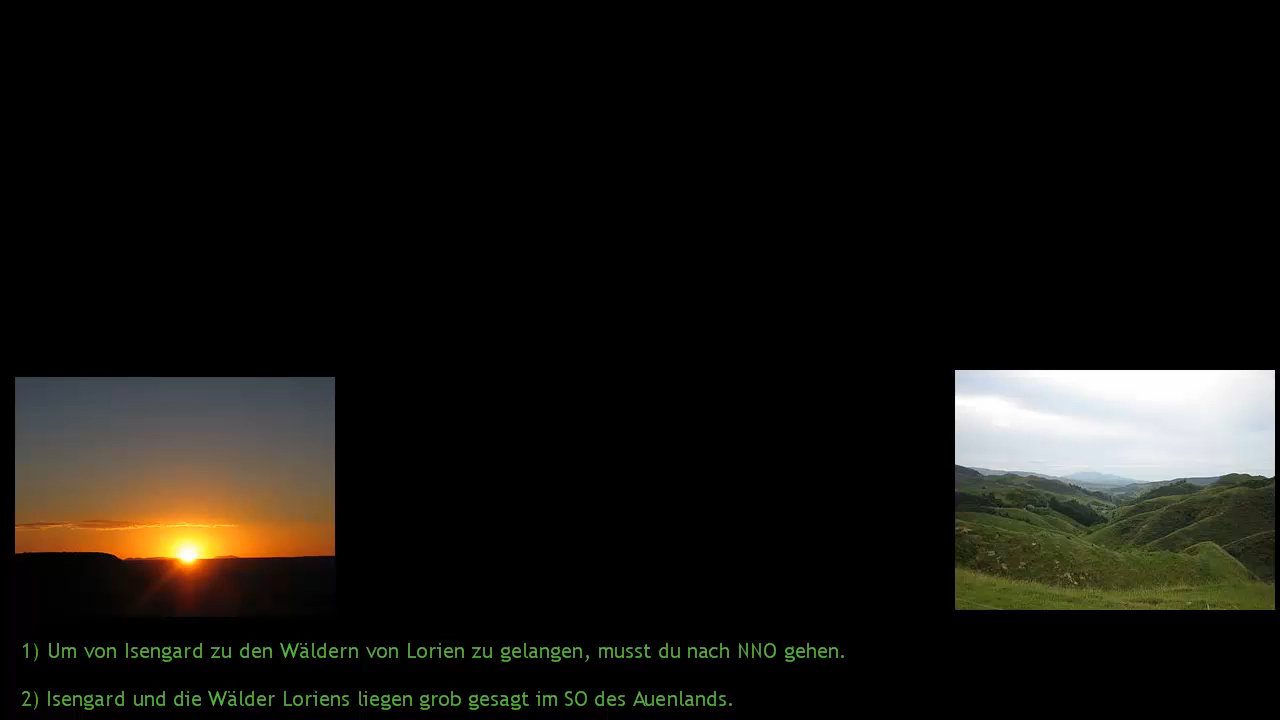 1) Um von Isengard zu den Wäldern von Lorien zu gelangen, musst du nach NNO gehen.
2) Isengard und die Wälder Loriens liegen grob gesagt im SO des Auenlands.